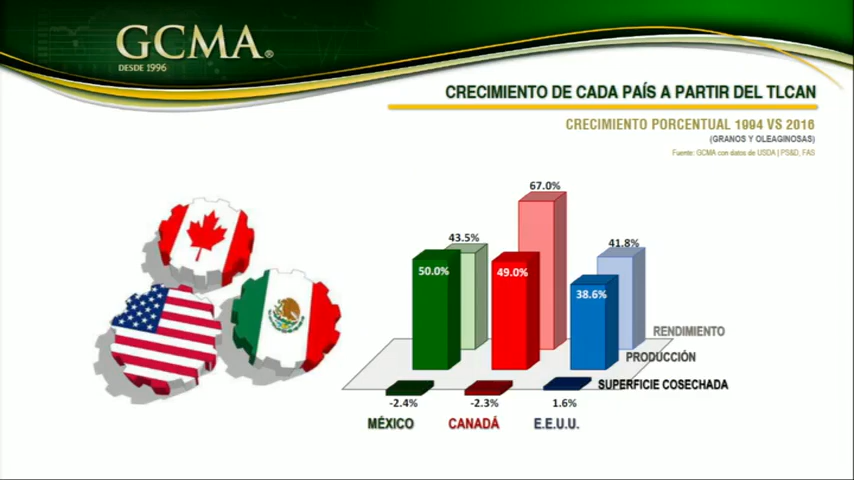 GCMA®
DESDE 1996
CRECIMIENTO DE CADA PAÍS A PARTIR DEL TLCAN
CRECIMIENTO PORCENTUAL 1994 VS 2016
(GRANOS Y OLEAGINOSAS)
Fuente: GCMA con datos de USDA | PS&D, FAS
67.0%
43.5%
41.8%
50.0%
49.0%
38.6%
RENDIMIENTO
PRODUCCIÓN
SUPERFICIE COSECHADA
-2.4%
-2.3%
1.6%
MÉXICO
CANADÁ
E.E.U.U.